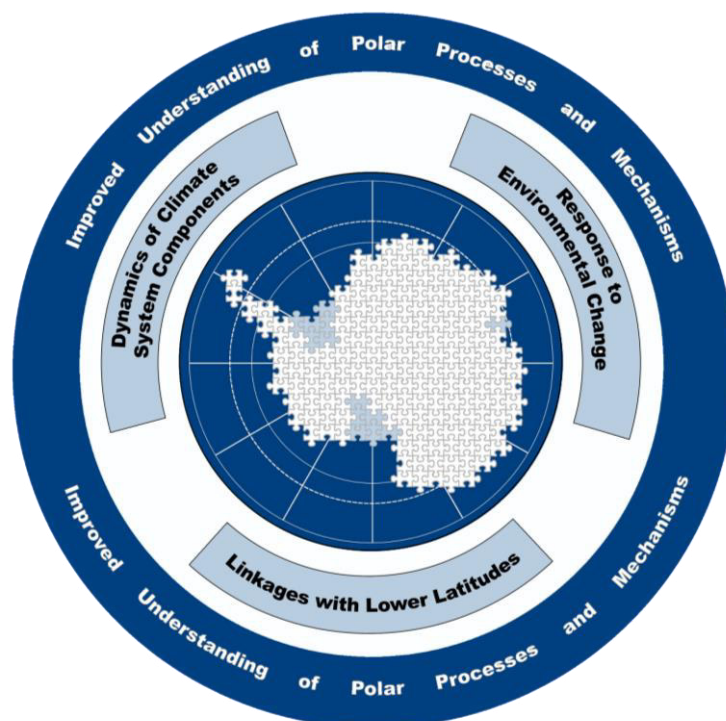 Improved Understanding of Polar Processes and Mechanisms
Dynamics of Climate
System Components
Response to
Environmental Change
Linkages with Lower Latitudes
Improved Understanding of Polar Processes and Mechanisms